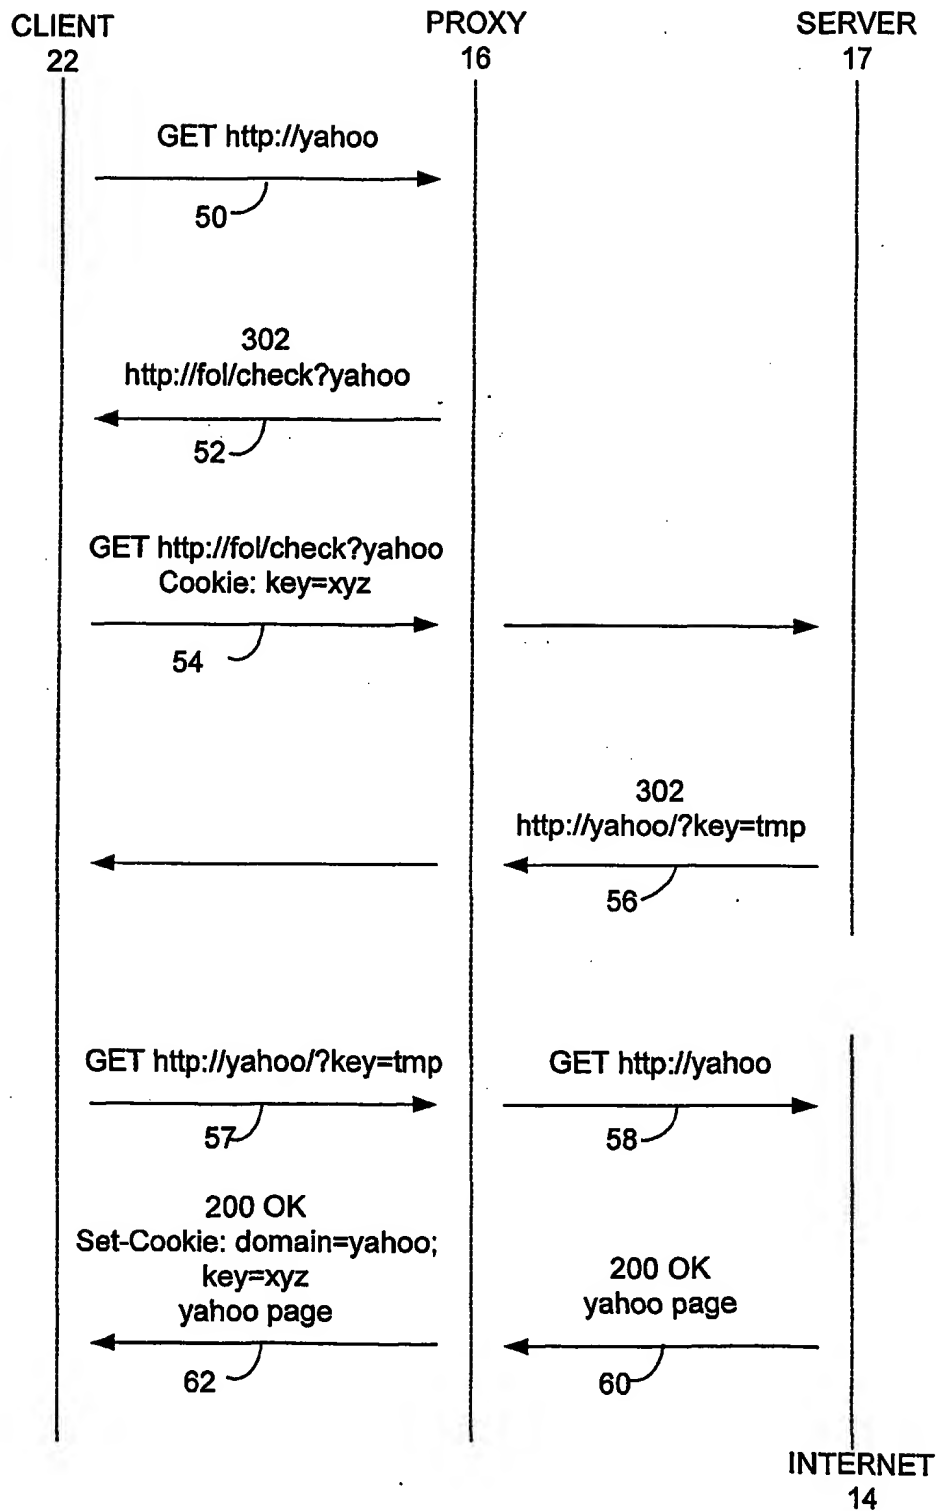 CLIENT
22
PROXY
16
SERVER
17
GET http://yahoo
50
302
http://fol/check?yahoo
52
GET http://fol/check?yahoo
Cookie: key=xyz
54
302
http://yahoo/?key=tmp
56
GET http://yahoo/?key=tmp
57
GET http://yahoo
58
200 OK
Set-Cookie: domain=yahoo;
key=xyz
yahoo page
62
200 OK
yahoo page
60
INTERNET
14